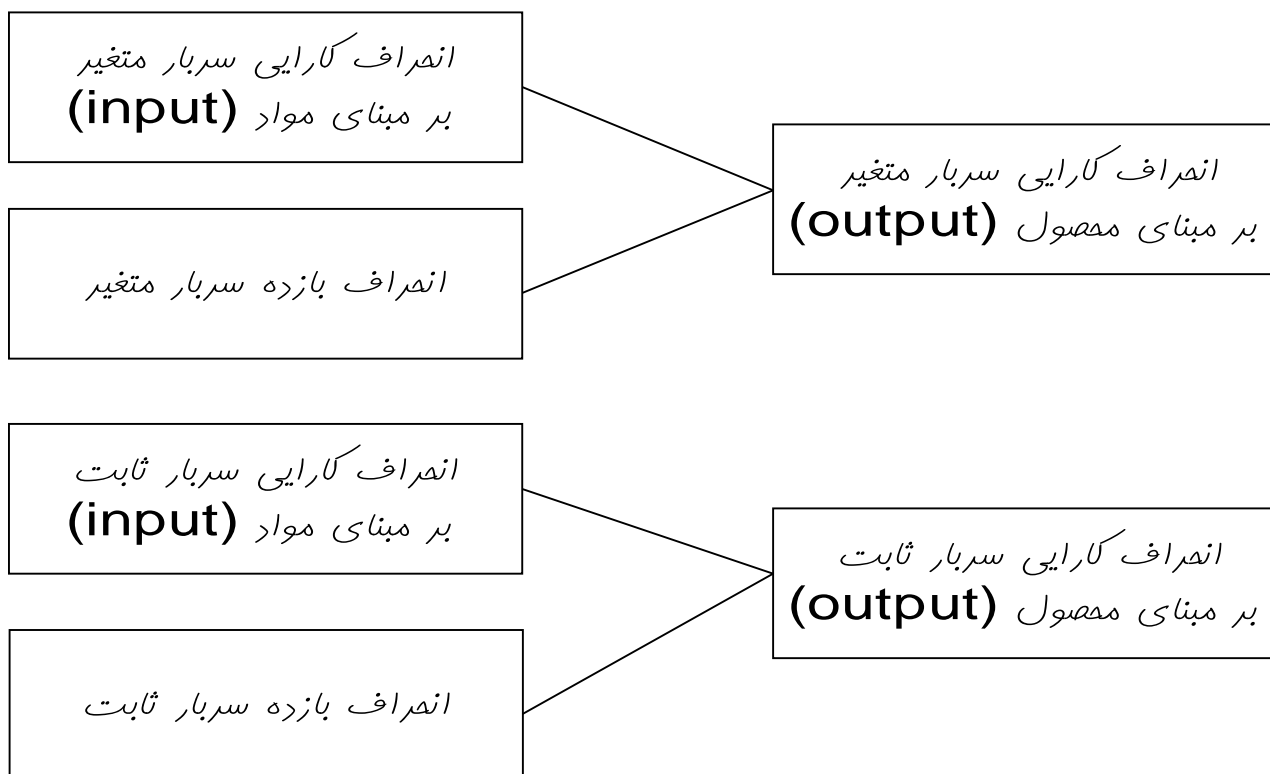 انحراف کارایی سربار متغیر
بر مبنای مواد (input)
انحراف کارایی سربار متغیر
بر مبنای محصول (output)
انحراف بازده سربار متغیر
انحراف کارایی سربار ثابت
بر مبنای مواد (input)
انحراف کارایی سربار ثابت
بر مبنای محصول (output)
انحراف بازده سربار ثابت